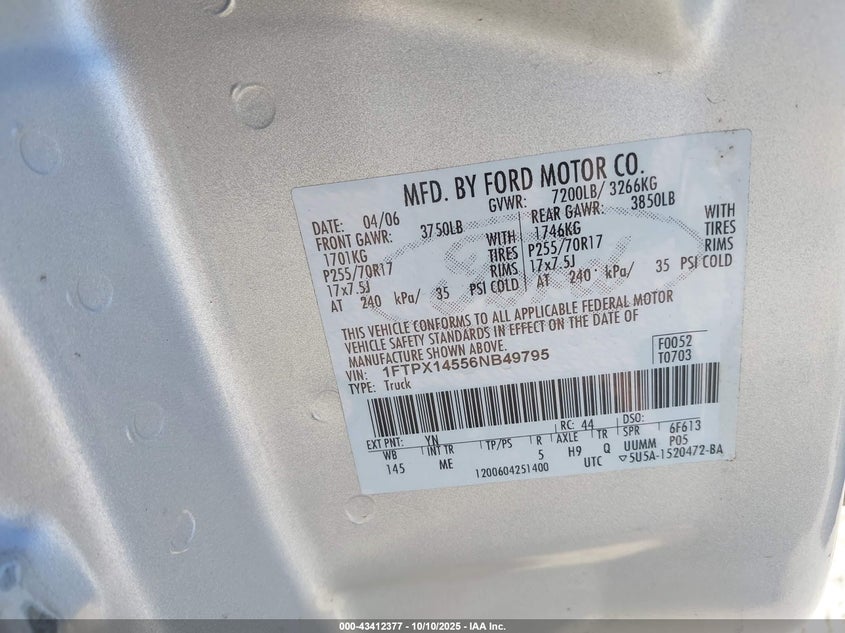 MFD. BY FORD MOTOR CO.
DATE: 04/06 GVWR: 7200LB/ 3266KG
FRONT GAWR: 3750LB REAR GAWR: 3850LB
1701KG WITH 1746KG WITH
P255/70R17 TIRES P255/70R17 TIRES
17x7.5J RIMS 17x7.5J RIMS
AT 240 kPa/ 35 PSI COLD AT 240 kPa/ 35 PSI COLD
THIS VEHICLE CONFORMS TO ALL APPLICABLE FEDERAL MOTOR
VEHICLE SAFETY STANDARDS IN EFFECT ON THE DATE OF
MANUFACTURE SHOWN ABOVE.
VIN: 1FTPX14556NB49795 F0052
TYPE: Truck T0703
EXT PNT: YN RC: 44 DSO:
WB INT TR TP/PS R AXLE TR SPR 6F613
145 ME 5 H9 Q UUMM P05
1200604251400 UTC ▽5U5A-1520472-BA
Ford
000-43412377 - 10/10/2025 - IAA Inc.